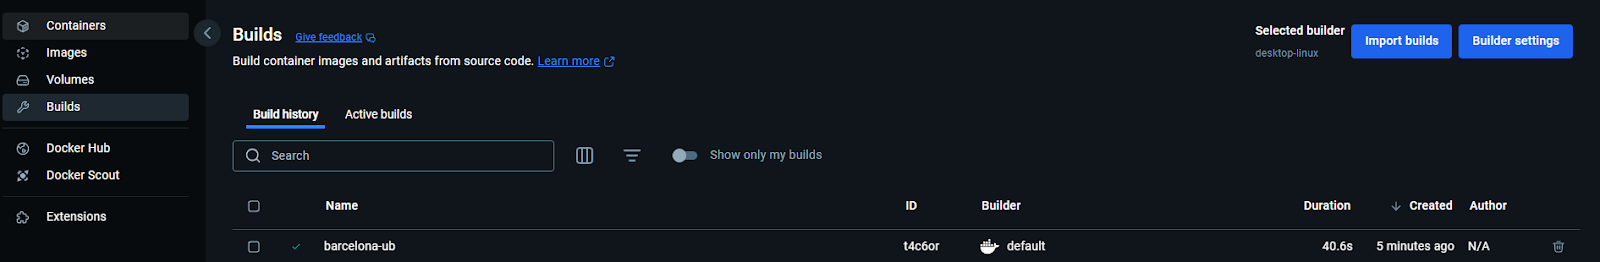 Containers
Images
Volumes
Builds
Docker Hub
Docker Scout
Extensions
Builds Give feedback
Build container images and artifacts from source code. Learn more
Selected builder
desktop-linux
Import builds
Builder settings
Build history Active builds
Search
Show only my builds
Name ID Builder Duration Created Author
barcelona-ub t4c6or default 40.6s 5 minutes ago N/A